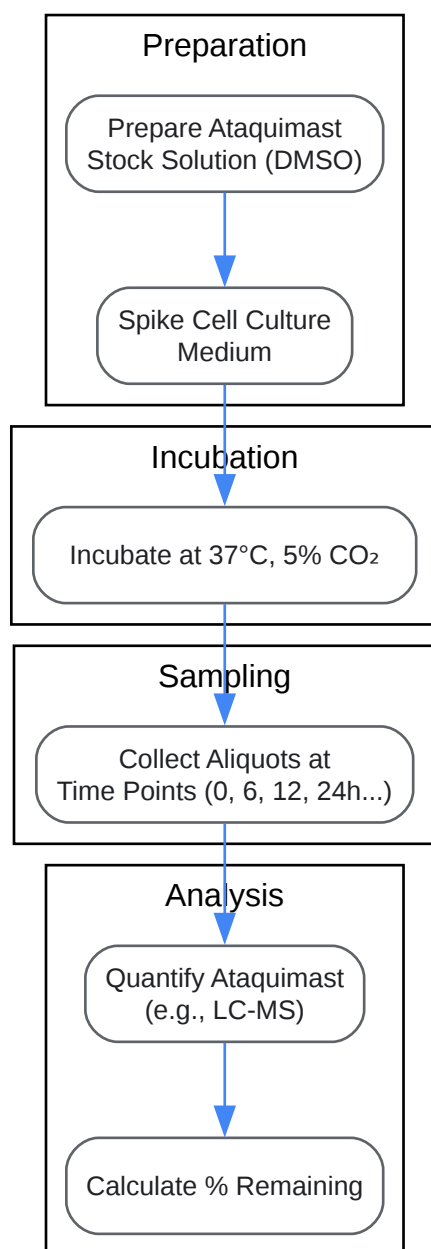 Preparation
Prepare Ataquimast
Stock Solution (DMSO)
Spike Cell Culture
Medium
Incubation
Incubate at 37°C, 5% CO₂
Sampling
Collect Aliquots at
Time Points (0, 6, 12, 24h...)
Analysis
Quantify Ataquimast
(e.g., LC-MS)
Calculate % Remaining